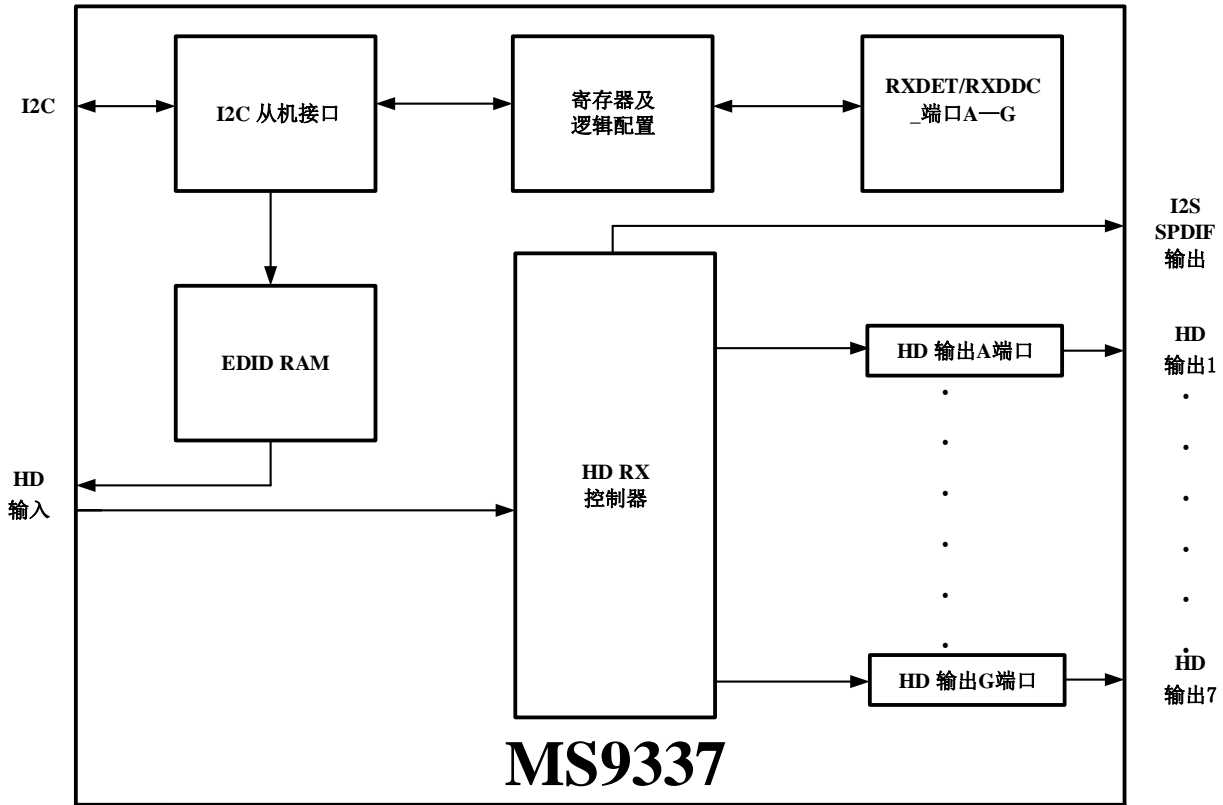 I2C
I2C 从机接口
寄存器及
逻辑配置
RXDET/RXDDC
_端口A—G
I2S
SPDIF
输出
EDID RAM
HD
输入
HD RX
控制器
HD 输出A端口
HD
输出1
HD 输出G端口
HD
输出7
MS9337